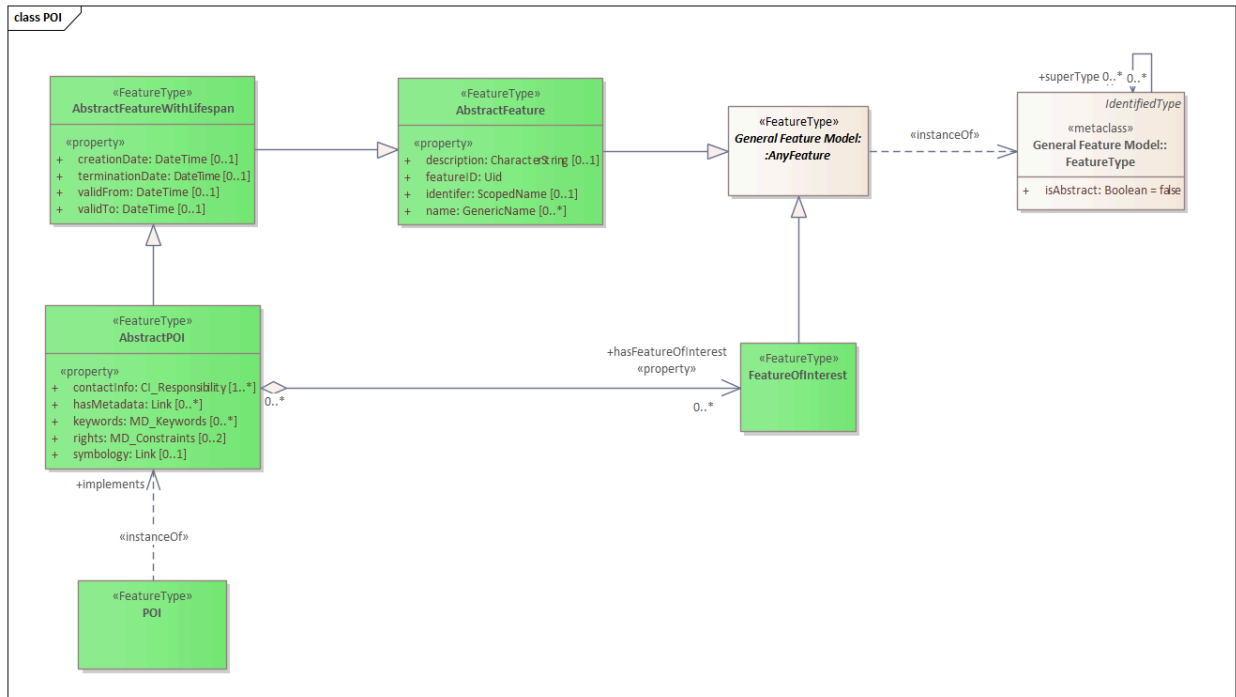 class POI
«FeatureType»
AbstractFeatureWithLifespan
«property»
+ creationDate: DateTime [0..1]
+ terminationDate: DateTime [0..1]
+ validFrom: DateTime [0..1]
+ validTo: DateTime [0..1]
«FeatureType»
AbstractFeature
«property»
+ description: CharacterString [0..1]
+ featureID: Uid
+ identifer: ScopedName [0..1]
+ name: GenericName [0..*]
«FeatureType»
General Feature Model:
:AnyFeature
«instanceOf»
+superType 0..* 0..*
IdentifiedType
«metaclass»
General Feature Model::
FeatureType
+ isAbstract: Boolean = false
«FeatureType»
AbstractPOI
«property»
+ contactInfo: CI_Responsibility [1..*]
+ hasMetadata: Link [0..*]
+ keywords: MD_Keywords [0..*]
+ rights: MD_Constraints [0..2]
+ symbology: Link [0..1]
0..*
+hasFeatureOfInterest
«property»
0..*
«FeatureType»
FeatureOfInterest
+implements
«instanceOf»
«FeatureType»
POI